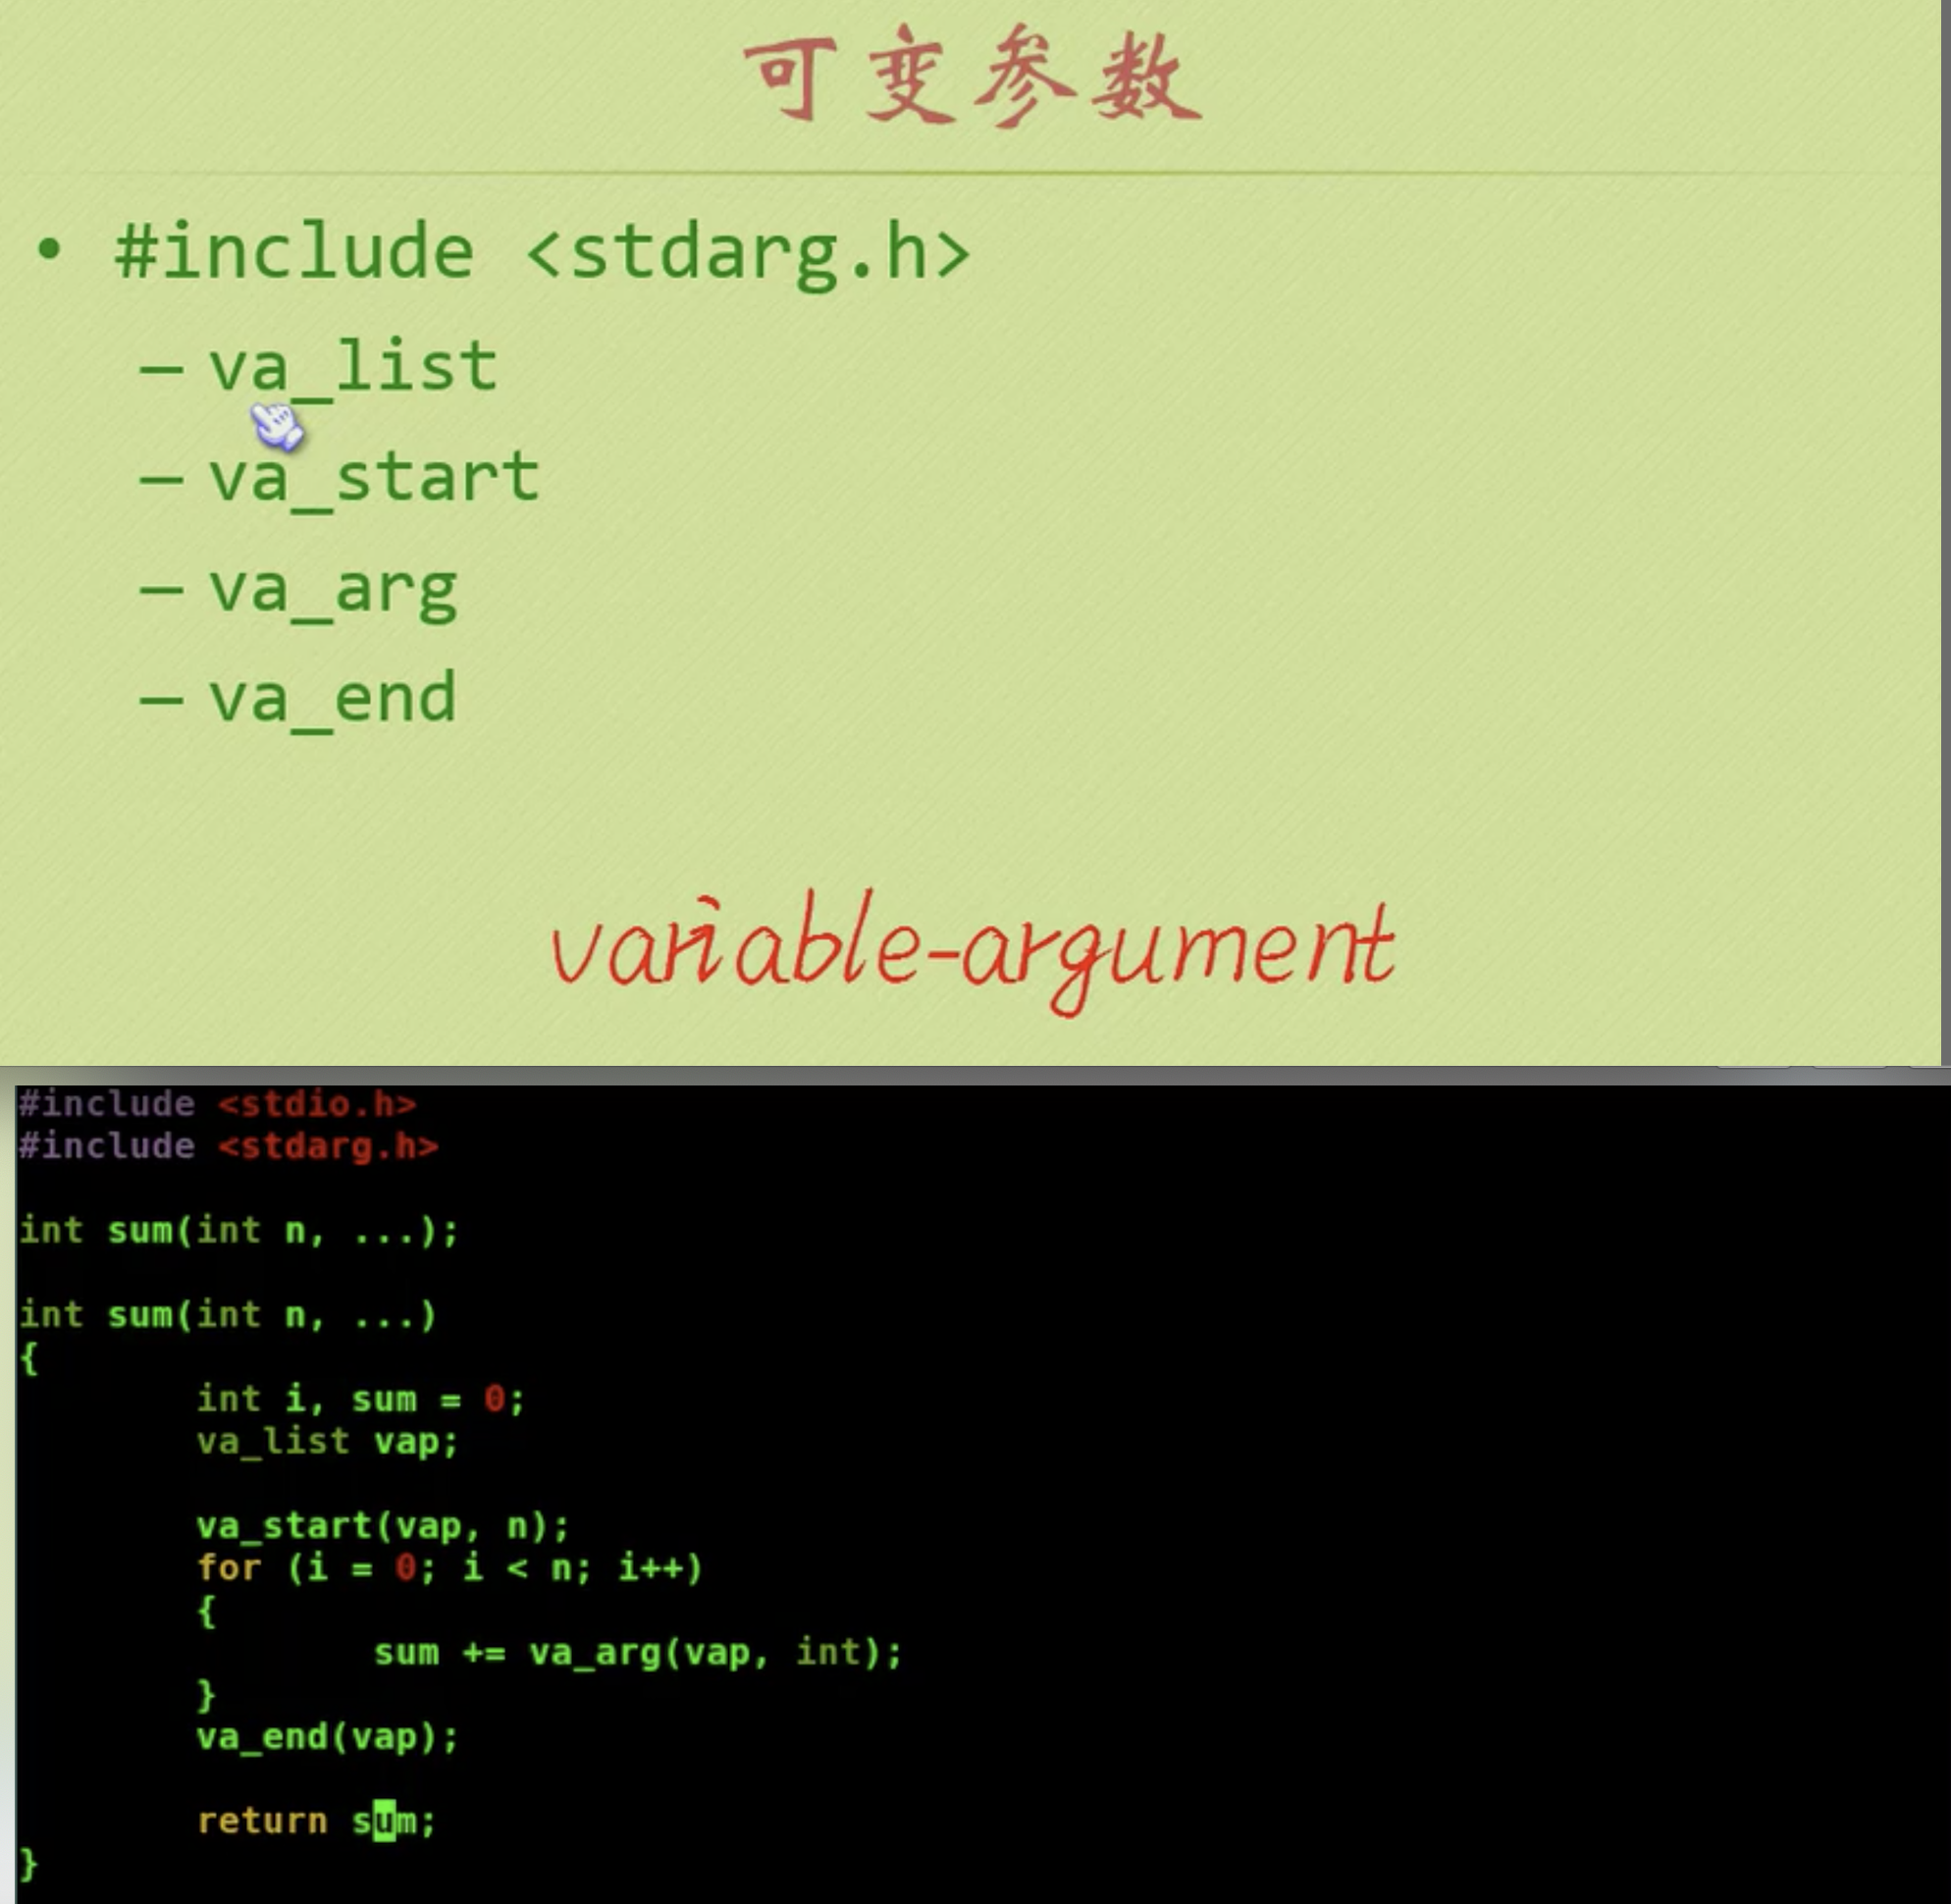 可变参数
• #include <stdarg.h>
– va_list
– va_start
– va_arg
– va_end
variable-argument
#include <stdio.h>
#include <stdarg.h>
int sum(int n, ...);
int sum(int n, ...)
{
int i, sum = 0;
va_list vap;
va_start(vap, n);
for (i = 0; i < n; i++)
{
sum += va_arg(vap, int);
}
va_end(vap);
return sum;
}